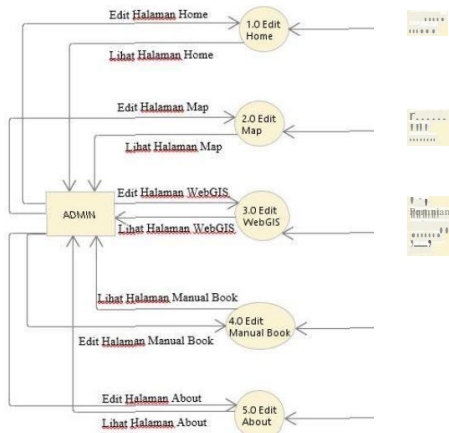 Edit Halaman Home
1.0 Edit
Home
Lihat Halaman Home
Edit Halaman Map
2.0 Edit
Map
Lihat Halaman Map
Edit Halaman WebGIS
ADMIN
3.0 Edit
WebGIS
Lihat Halaman WebGIS
Lihat Halaman Manual Book
4.0 Edit
Manual Book
Edit Halaman Manual Book
Edit Halaman About
5.0 Edit
About
Lihat Halaman About